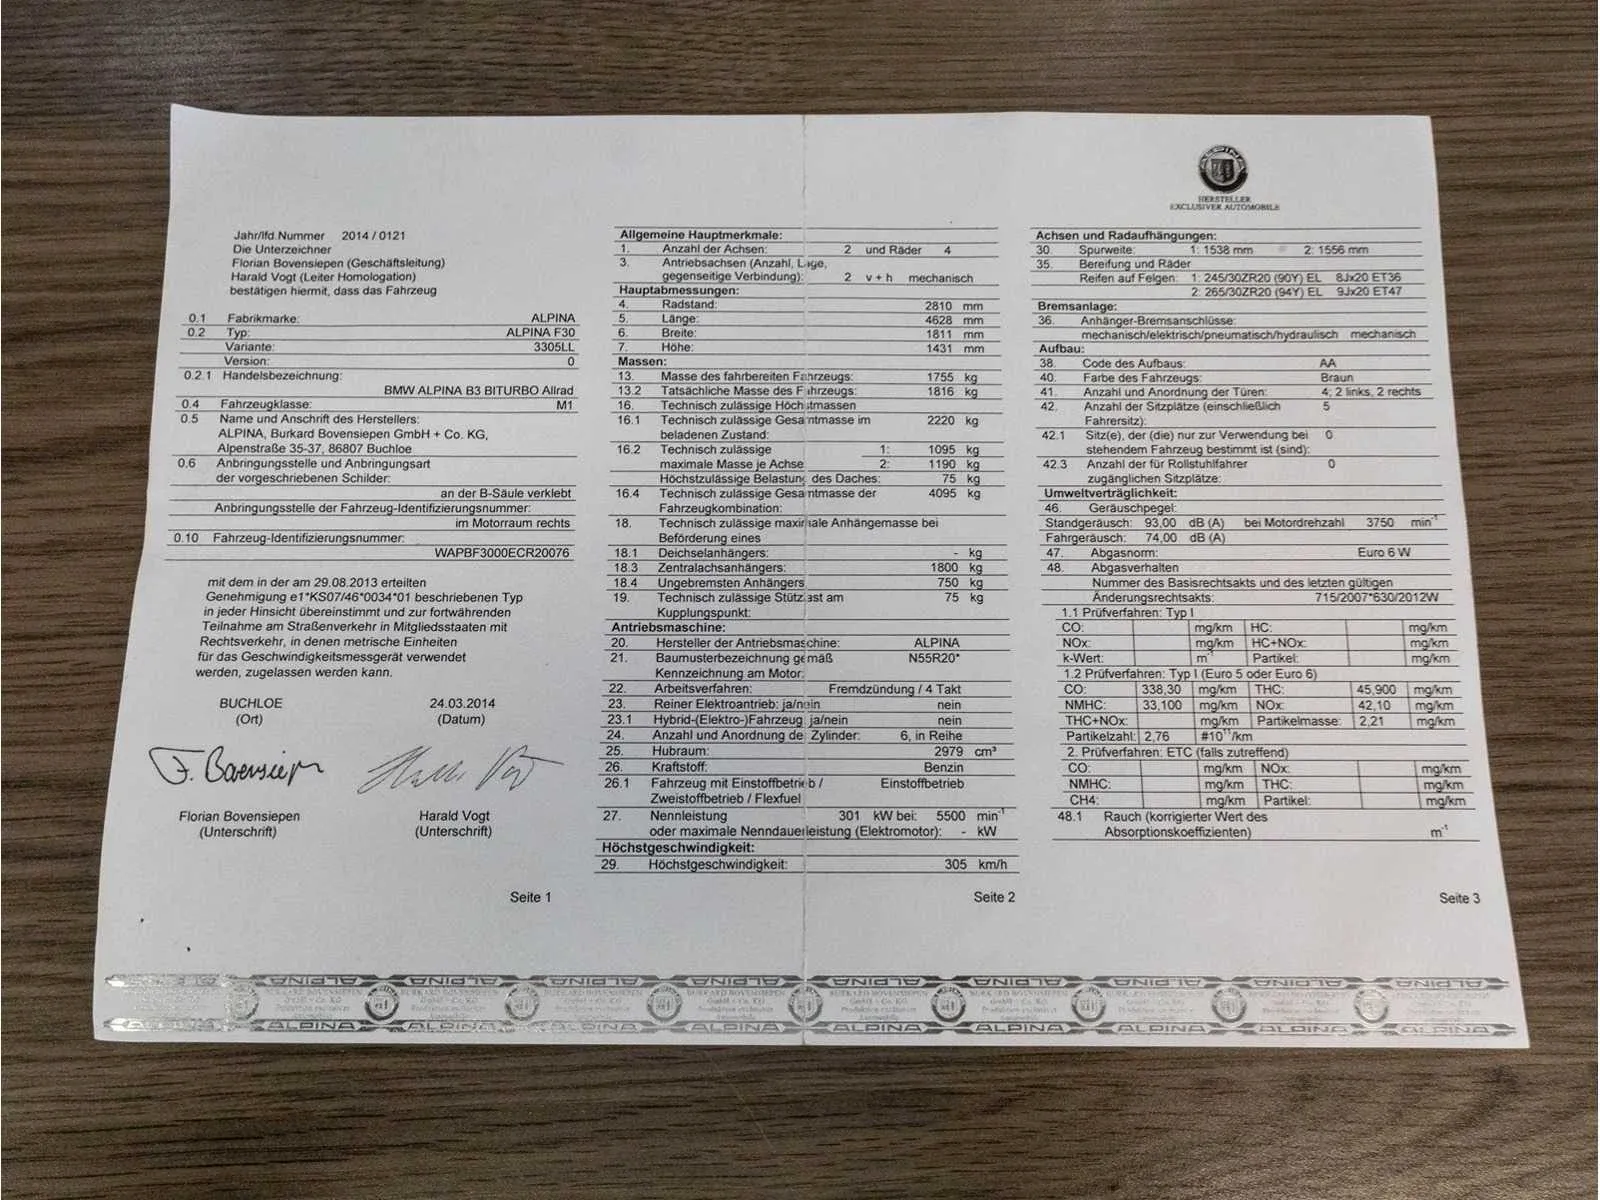 Jahr/lfd.Nummer 2014 / 0121
Die Unterzeichner
Florian Bovensiepen (Geschäftsleitung)
Harald Vogt (Leiter Homologation)
bestätigen hiermit, dass das Fahrzeug
0.1 Fabrikmarke: ALPINA
0.2 Typ: ALPINA F30
Variante: 3305LL
Version: 0
0.2.1 Handelsbezeichnung:
BMW ALPINA B3 BITURBO Allrad
0.4 Fahrzeugklasse: M1
0.5 Name und Anschrift des Herstellers:
ALPINA, Burkard Bovensiepen GmbH + Co. KG,
Alpenstraße 35-37, 86807 Buchloe
0.6 Anbringungsstelle und Anbringungsart
der vorgeschriebenen Schilder:
an der B-Säule verklebt
Anbringungsstelle der Fahrzeug-Identifizierungsnummer:
im Motorraum rechts
0.10 Fahrzeug-Identifizierungsnummer:
WAPBF3000ECR20076
mit dem in der am 29.08.2013 erteilten
Genehmigung e1*KS07/46*0034*01 beschriebenen Typ
in jeder Hinsicht übereinstimmt und zur fortwährenden
Teilnahme am Straßenverkehr in Mitgliedsstaaten mit
Rechtsverkehr, in denen metrische Einheiten
für das Geschwindigkeitsmessgerät verwendet
werden, zugelassen werden kann.
BUCHLOE 24.03.2014
(Ort) (Datum)
F. Bovensiepen
Florian Bovensiepen Harald Vogt
(Unterschrift) (Unterschrift)
Seite 1
Allgemeine Hauptmerkmale:
1. Anzahl der Achsen: 2 und Räder 4
3. Antriebsachsen (Anzahl, Lage,
gegenseitige Verbindung): 2 v + h mechanisch
Hauptabmessungen:
4. Radstand: 2810 mm
5. Länge: 4628 mm
6. Breite: 1811 mm
7. Höhe: 1431 mm
Massen:
13. Masse des fahrbereiten Fahrzeugs: 1755 kg
13.2 Tatsächliche Masse des Fahrzeugs: 1816 kg
16. Technisch zulässige Höchstmassen
16.1 Technisch zulässige Gesamtmasse im 2220 kg
beladenen Zustand:
16.2 Technisch zulässige 1: 1095 kg
maximale Masse je Achse 2: 1190 kg
Höchstzulässige Belastung des Daches: 75 kg
16.4 Technisch zulässige Gesamtmasse der 4095 kg
Fahrzeugkombination:
18. Technisch zulässige maximale Anhängemasse bei
Beförderung eines
18.1 Deichselanhängers: - kg
18.3 Zentralachsanhängers: 1800 kg
18.4 Ungebremsten Anhängers 750 kg
19. Technisch zulässige Stützlast am 75 kg
Kupplungspunkt:
Antriebsmaschine:
20. Hersteller der Antriebsmaschine: ALPINA
21. Baumusterbezeichnung gemäß N55R20*
Kennzeichnung am Motor:
22. Arbeitsverfahren: Fremdzündung / 4 Takt
23. Reiner Elektroantrieb: ja/nein nein
23.1 Hybrid-(Elektro-)Fahrzeug ja/nein nein
24. Anzahl und Anordnung der Zylinder: 6, in Reihe
25. Hubraum: 2979 cm³
26. Kraftstoff: Benzin
26.1 Fahrzeug mit Einstoffbetrieb / Einstoffbetrieb
Zweistoffbetrieb / Flexfuel
27. Nennleistung 301 kW bei: 5500 min⁻¹
oder maximale Nenndauerleistung (Elektromotor): - kW
Höchstgeschwindigkeit:
29. Höchstgeschwindigkeit: 305 km/h
Seite 2
HERSTELLER
EXCLUSIVER AUTOMOBILE
Achsen und Radaufhängungen:
30 Spurweite: 1: 1538 mm 2: 1556 mm
35. Bereifung und Räder
Reifen auf Felgen: 1: 245/30ZR20 (90Y) EL 8Jx20 ET36
2: 265/30ZR20 (94Y) EL 9Jx20 ET47
Bremsanlage:
36. Anhänger-Bremsanschlüsse:
mechanisch/elektrisch/pneumatisch/hydraulisch mechanisch
Aufbau:
38. Code des Aufbaus: AA
40. Farbe des Fahrzeugs: Braun
41. Anzahl und Anordnung der Türen: 4; 2 links, 2 rechts
42. Anzahl der Sitzplätze (einschließlich 5
Fahrersitz):
42.1 Sitz(e), der (die) nur zur Verwendung bei 0
stehendem Fahrzeug bestimmt ist (sind):
42.3 Anzahl der für Rollstuhlfahrer 0
zugänglichen Sitzplätze:
Umweltverträglichkeit:
46. Geräuschpegel:
Standgeräusch: 93,00 dB (A) bei Motordrehzahl 3750 min⁻¹
Fahrgeräusch: 74,00 dB (A)
47. Abgasnorm: Euro 6 W
48. Abgasverhalten
Nummer des Basisrechtsakts und des letzten gültigen
Änderungsrechtsakts: 715/2007*630/2012W
1.1 Prüfverfahren: Typ I
CO: mg/km HC: mg/km
NOx: mg/km HC+NOx: mg/km
k-Wert: m⁻¹ Partikel: mg/km
1.2 Prüfverfahren: Typ I (Euro 5 oder Euro 6)
CO: 338,30 mg/km THC: 45,900 mg/km
NMHC: 33,100 mg/km NOx: 42,10 mg/km
THC+NOx: mg/km Partikelmasse: 2,21 mg/km
Partikelzahl: 2,76 #10¹¹/km
2. Prüfverfahren: ETC (falls zutreffend)
CO: mg/km NOx: mg/km
NMHC: mg/km THC: mg/km
CH4: mg/km Partikel: mg/km
48.1 Rauch (korrigierter Wert des
Absorptionskoeffizienten) m⁻¹
Seite 3
ALPINA ALPINA ALPINA ALPINA ALPINA ALPINA ALPINA ALPINA ALPINA
BURKARD BOVENSIEPEN
GmbH + Co. KG
ALPINA ALPINA ALPINA ALPINA ALPINA ALPINA ALPINA ALPINA